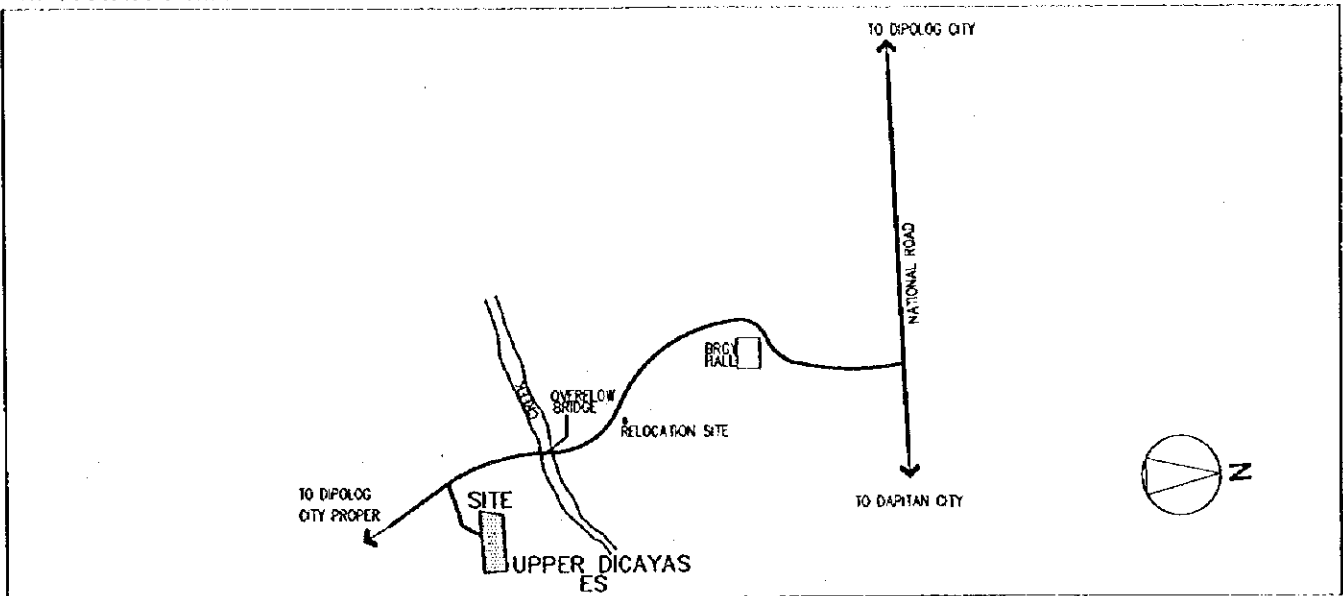 TO DIPOLOG CITY
NATIONAL ROAD
BRGY
HALL
CREEK
OVERFLOW
BRIDGE
RELOCATION SITE
TO DIPOLOG
CITY PROPER
SITE
UPPER DICAYAS
ES
TO DAPITAN CITY
N